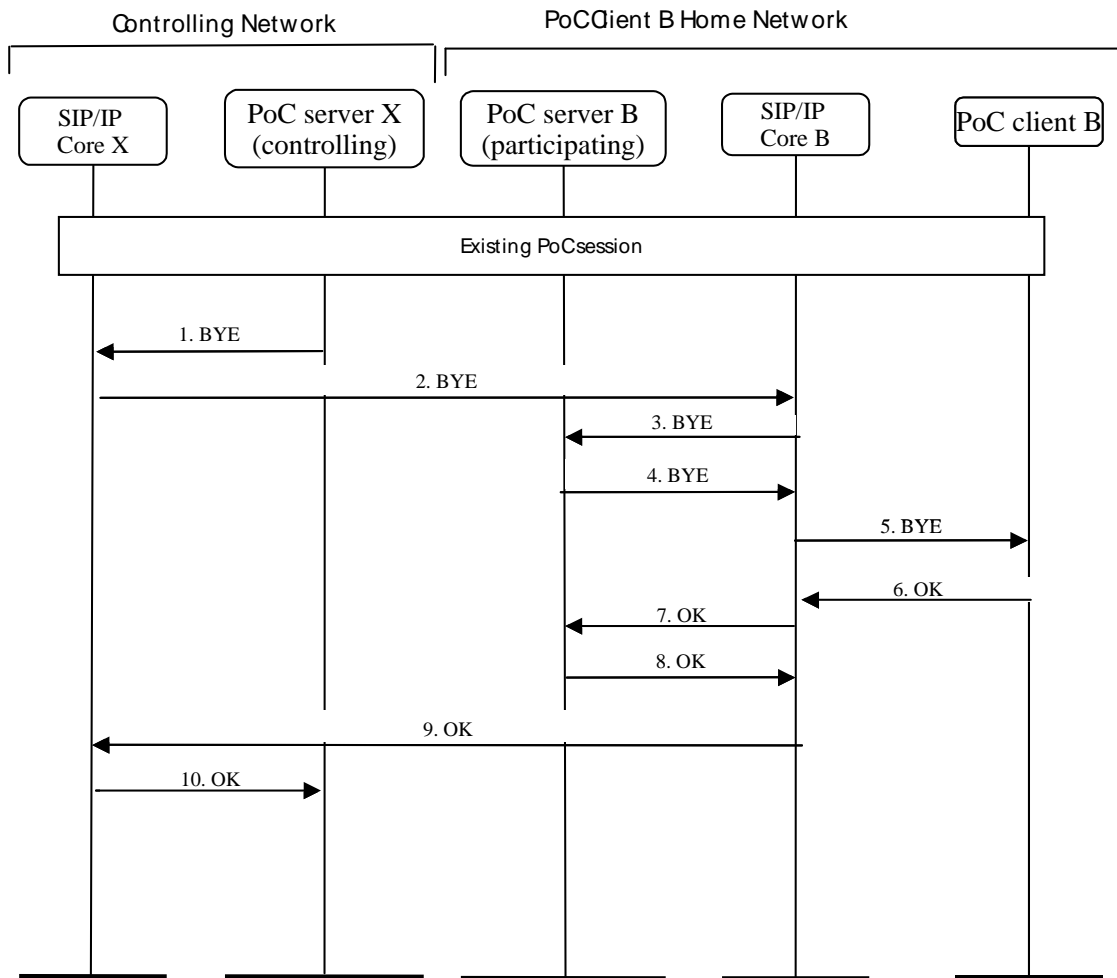 Controlling Network
PoC Client B Home Network
SIP/IP
Core X
PoC server X
(controlling)
PoC server B
(participating)
SIP/IP
Core B
PoC client B
Existing PoC session
1. BYE
2. BYE
3. BYE
4. BYE
5. BYE
6. OK
7. OK
8. OK
9. OK
10. OK